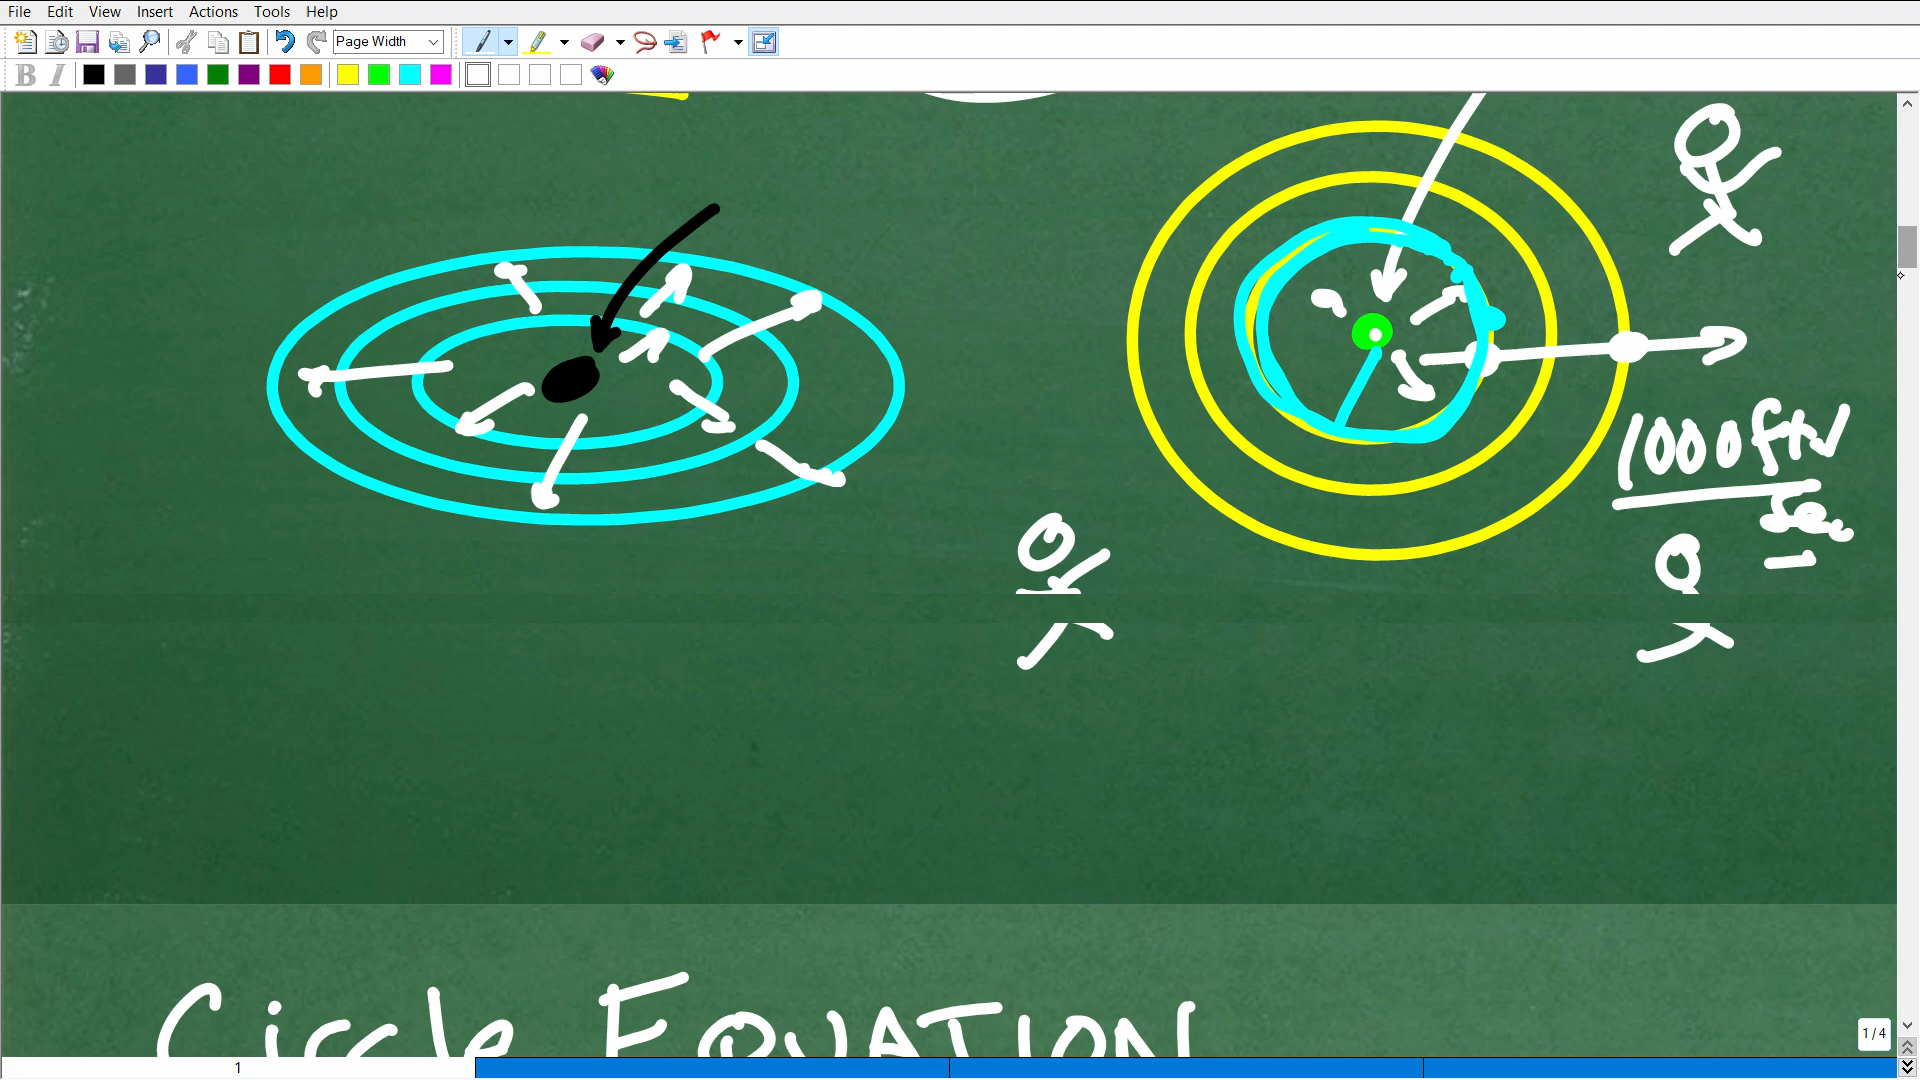 File Edit View Insert Actions Tools Help
Page Width
B I
1000 ft/
sec
Circle EQUATION
1/4
1